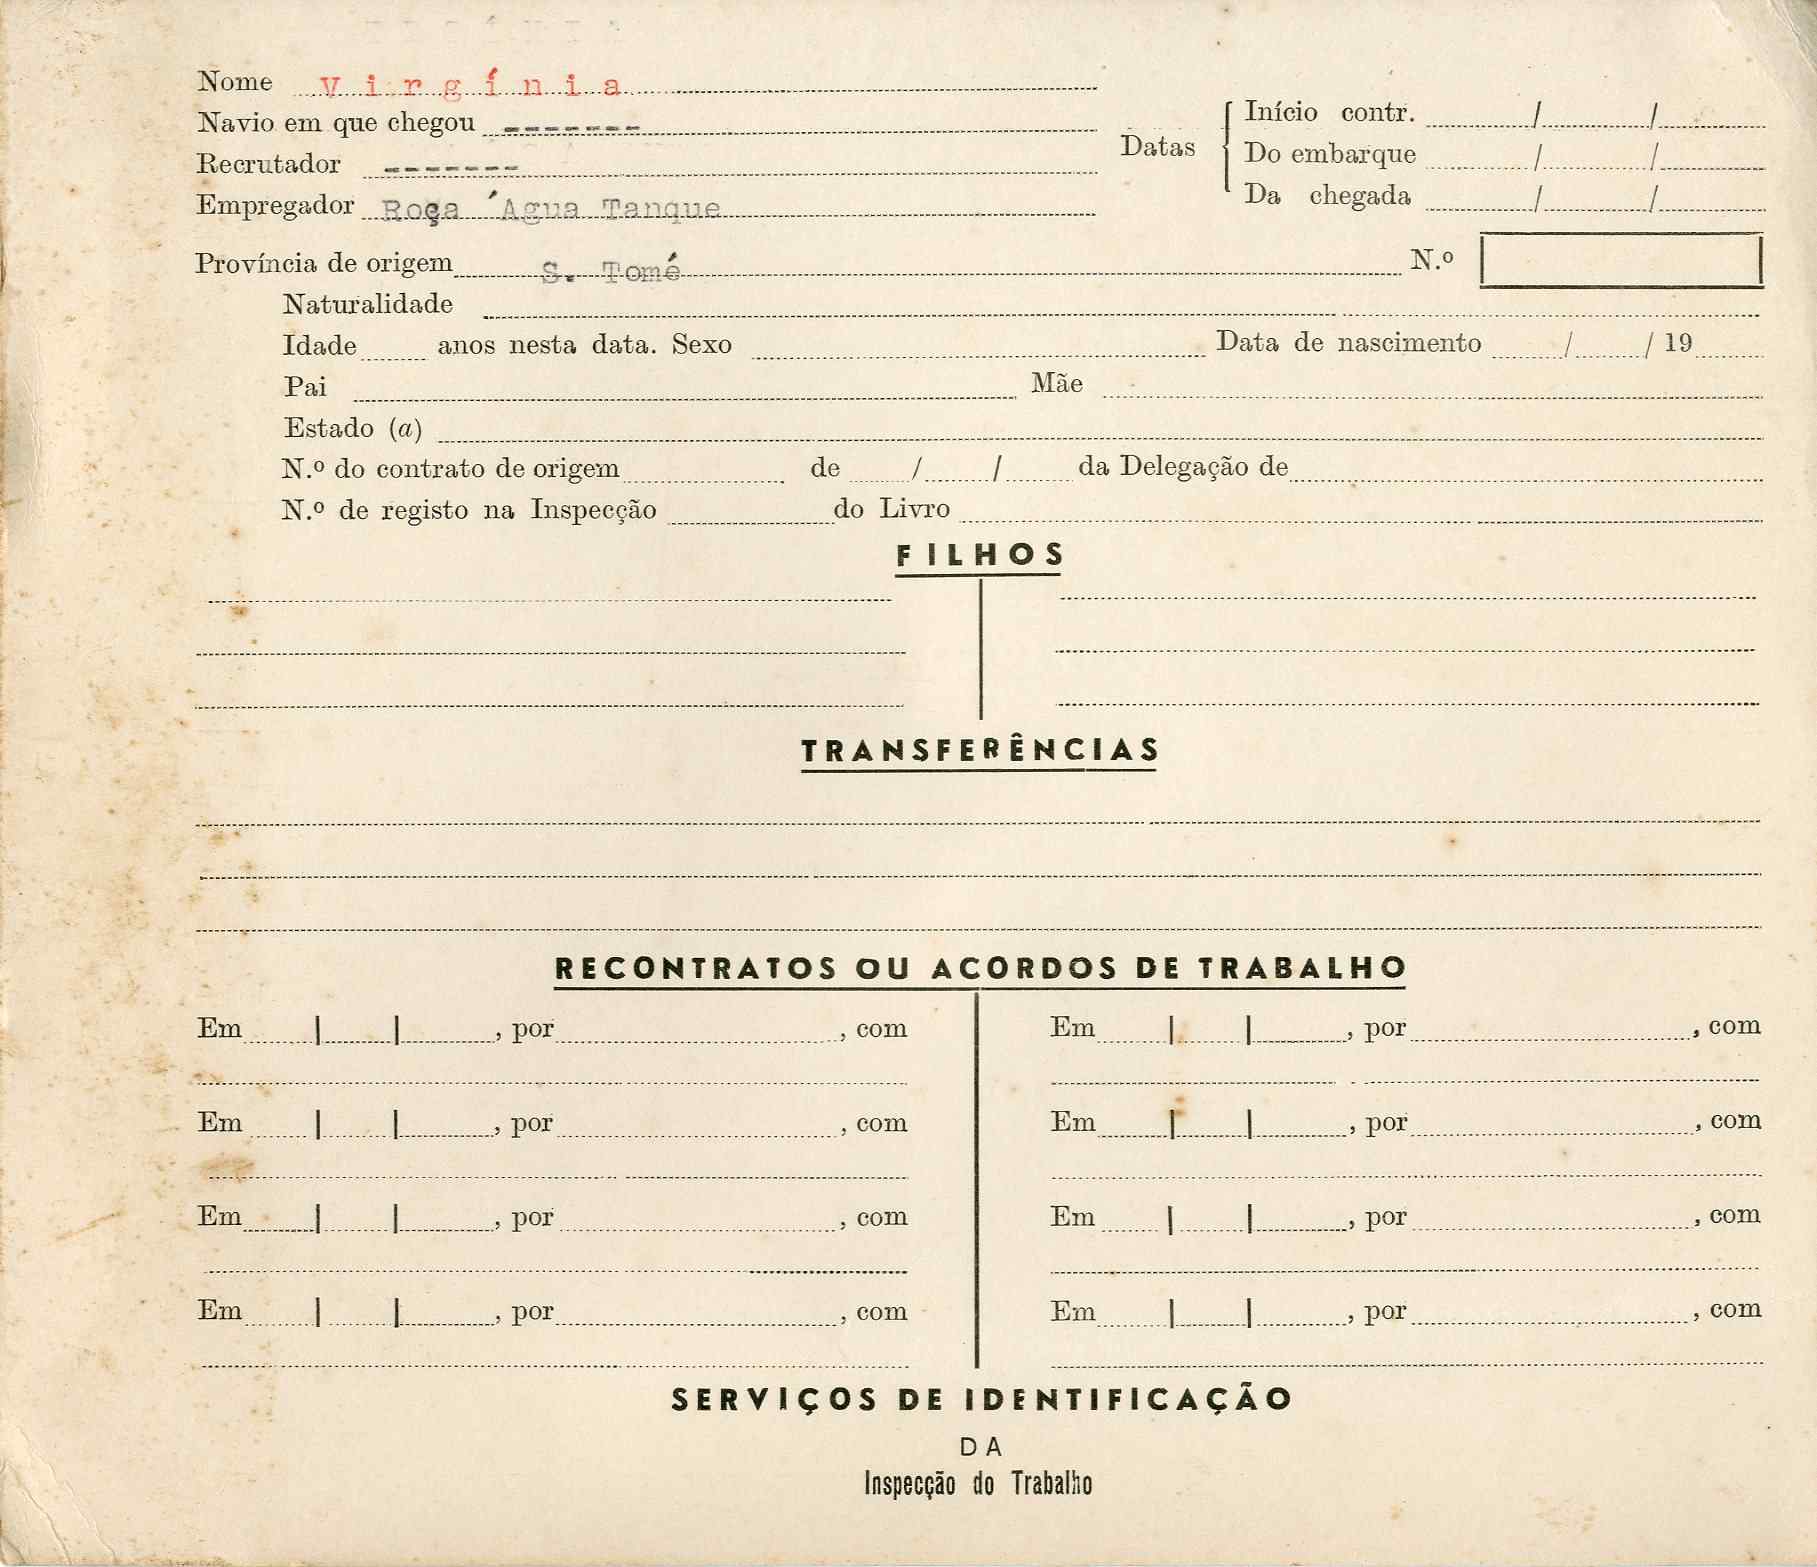 Nome Virgínia
Navio em que chegou -------
Recrutador -------
Empregador Roça ´Agua Tanque
Datas
Início contr. / /
Do embarque / /
Da chegada / /
Província de origem S. Tomé N.º
Naturalidade
Idade anos nesta data. Sexo Data de nascimento / / 19
Pai Mãe
Estado (a)
N.º do contrato de origem de / / da Delegação de
N.º de registo na Inspecção do Livro
FILHOS
TRANSFERÊNCIAS
RECONTRATOS OU ACORDOS DE TRABALHO
Em | | , por , com Em | | , por , com
Em | | , por , com Em | | , por , com
Em | | , por , com Em | | , por , com
Em | | , por , com Em | | , por , com
SERVIÇOS DE IDENTIFICAÇÃO
DA
Inspecção do Trabalho